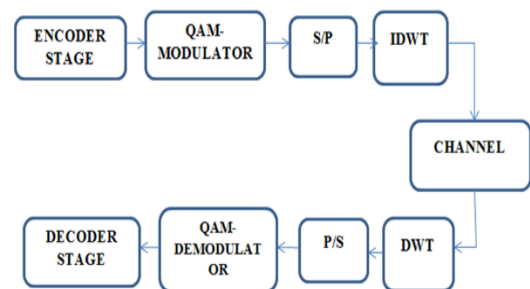 ENCODER
STAGE
QAM-
MODULATOR
S/P
IDWT
CHANNEL
DECODER
STAGE
QAM-
DEMODULAT
OR
P/S
DWT